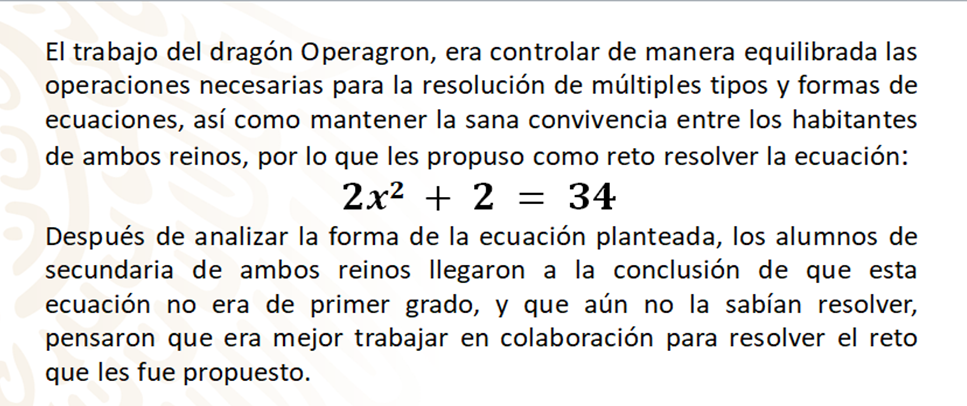 El trabajo del dragón Operagron, era controlar de manera equilibrada las
operaciones necesarias para la resolución de múltiples tipos y formas de
ecuaciones, así como mantener la sana convivencia entre los habitantes
de ambos reinos, por lo que les propuso como reto resolver la ecuación:
2x² + 2 = 34
Después de analizar la forma de la ecuación planteada, los alumnos de
secundaria de ambos reinos llegaron a la conclusión de que esta
ecuación no era de primer grado, y que aún no la sabían resolver,
pensaron que era mejor trabajar en colaboración para resolver el reto
que les fue propuesto.